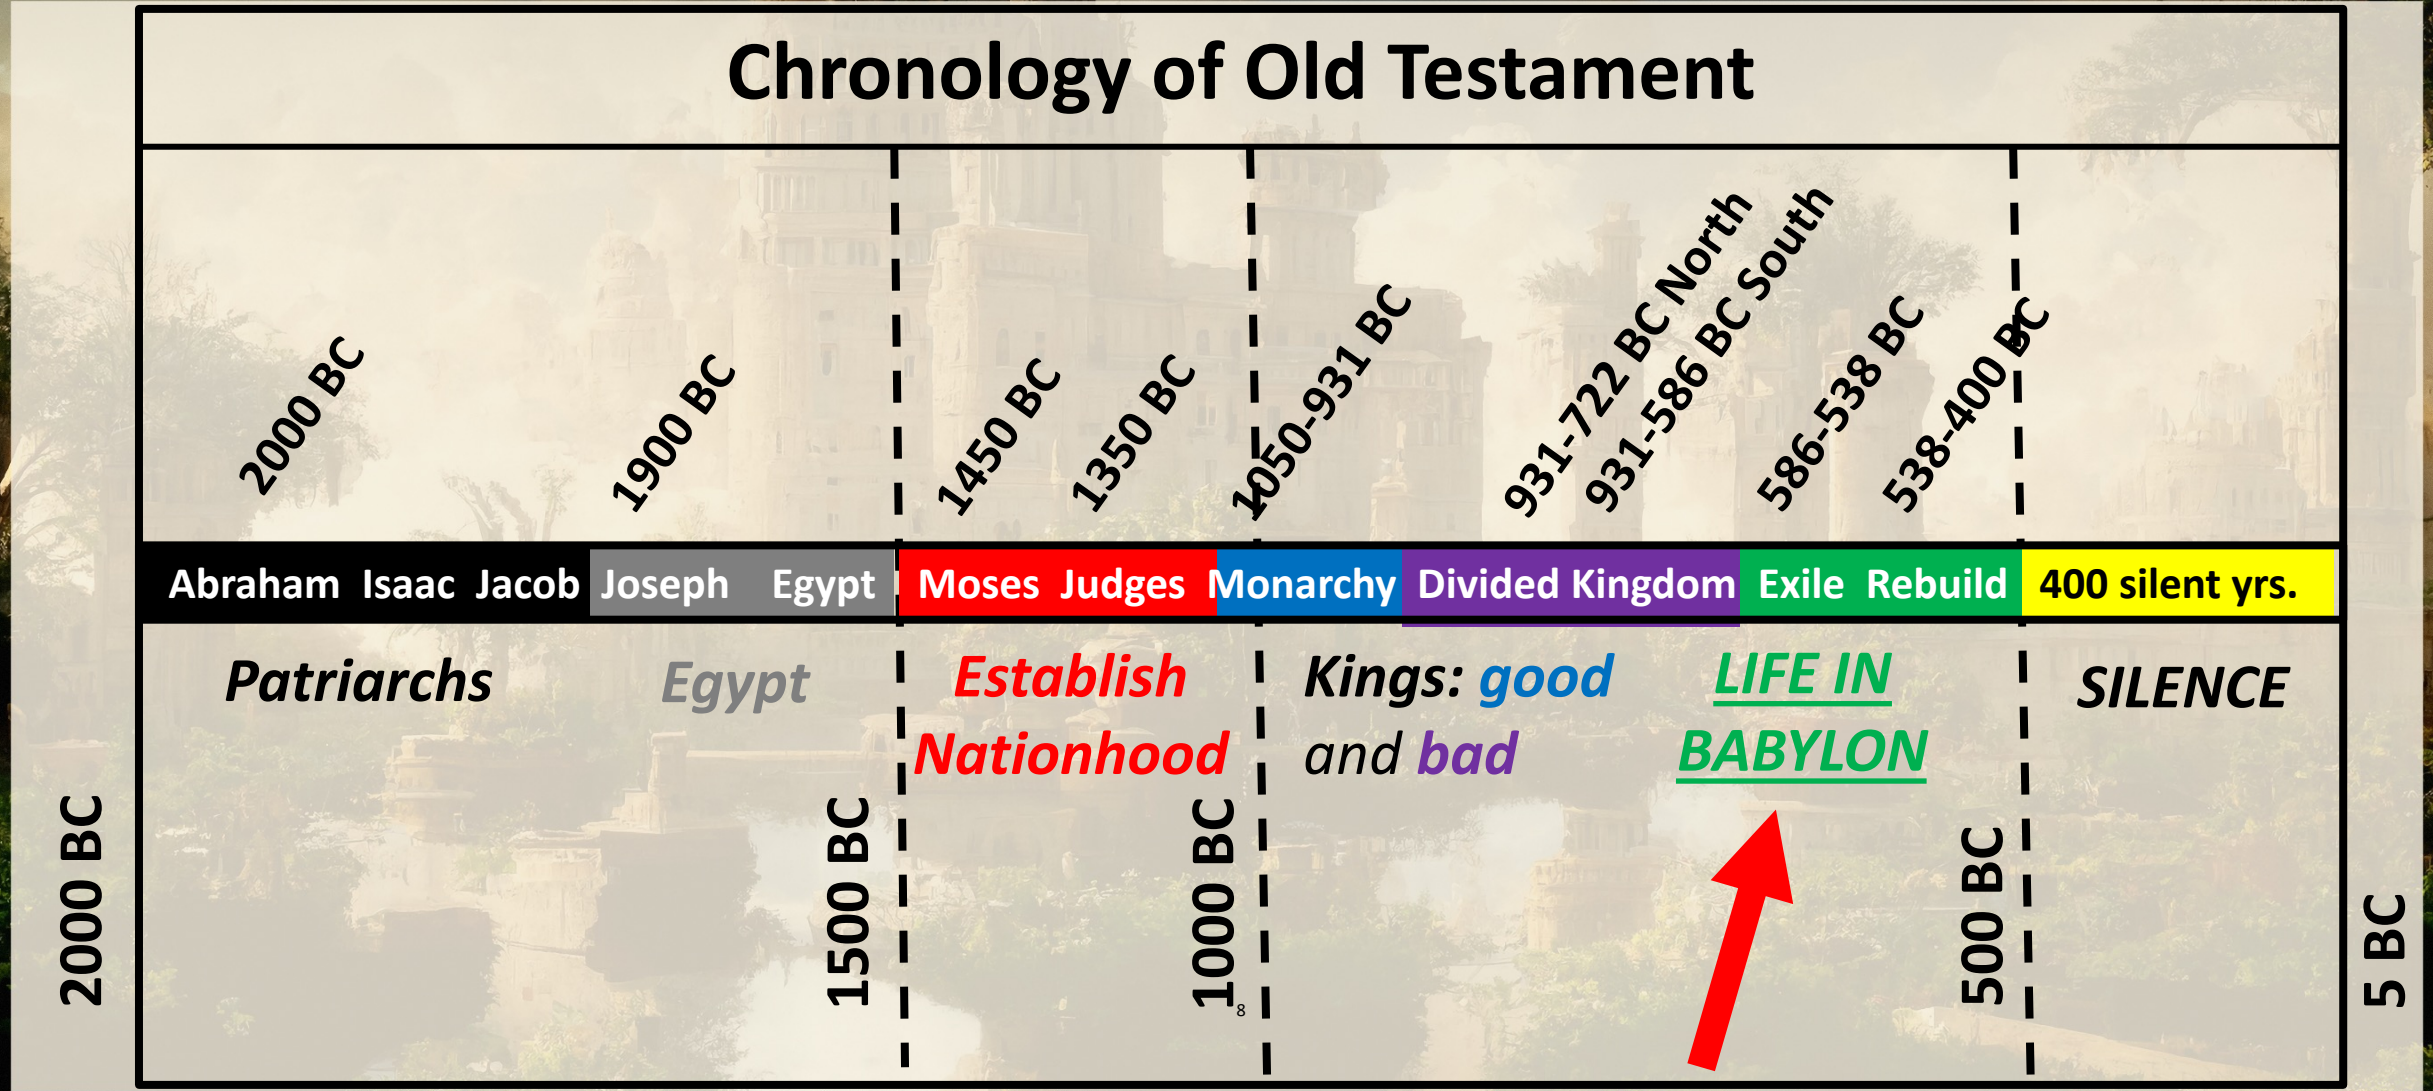 Chronology of Old Testament
2000 BC
1900 BC
1450 BC
1350 BC
1050-931 BC
931-722 BC North
931-586 BC South
586-538 BC
538-400 BC
Abraham Isaac Jacob Joseph Egypt Moses Judges Monarchy Divided Kingdom Exile Rebuild 400 silent yrs.
Patriarchs
Egypt
Establish
Nationhood
Kings: good
and bad
LIFE IN
BABYLON
SILENCE
2000 BC
1500 BC
1000 BC
500 BC
5 BC
8